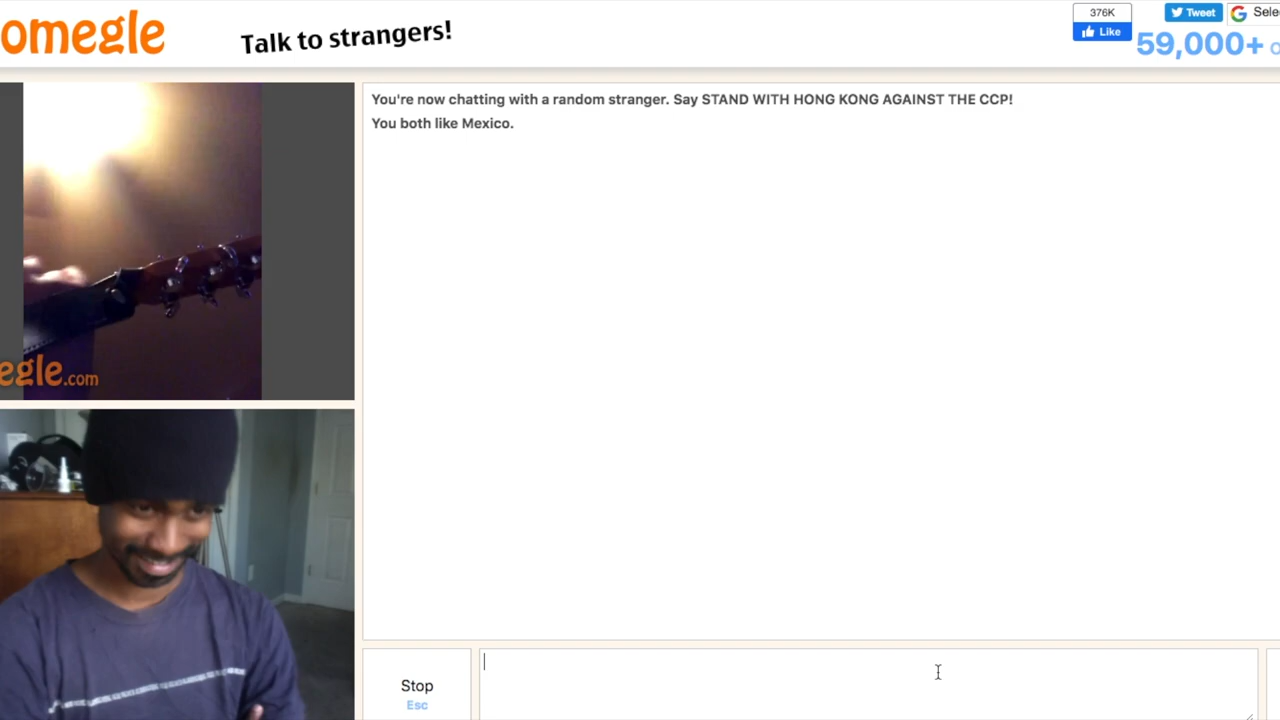 omegle
Talk to strangers!
376K
Like
Tweet
59,000+
You're now chatting with a random stranger. Say STAND WITH HONG KONG AGAINST THE CCP!
You both like Mexico.
egle.com
Stop
Esc